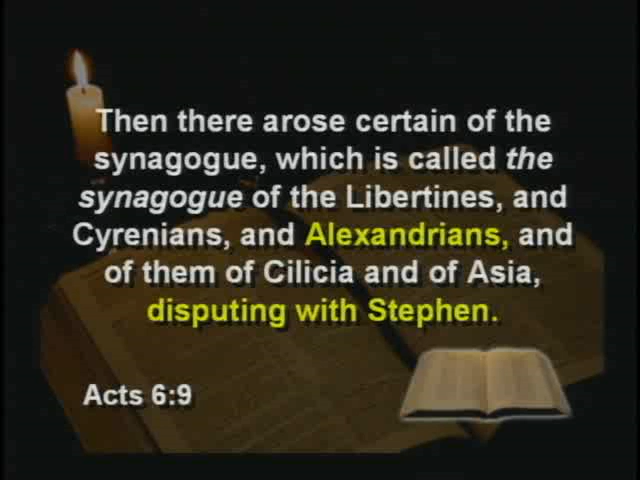 Then there arose certain of the
synagogue, which is called the
synagogue of the Libertines, and
Cyrenians, and Alexandrians, and
of them of Cilicia and of Asia,
disputing with Stephen.
Acts 6:9